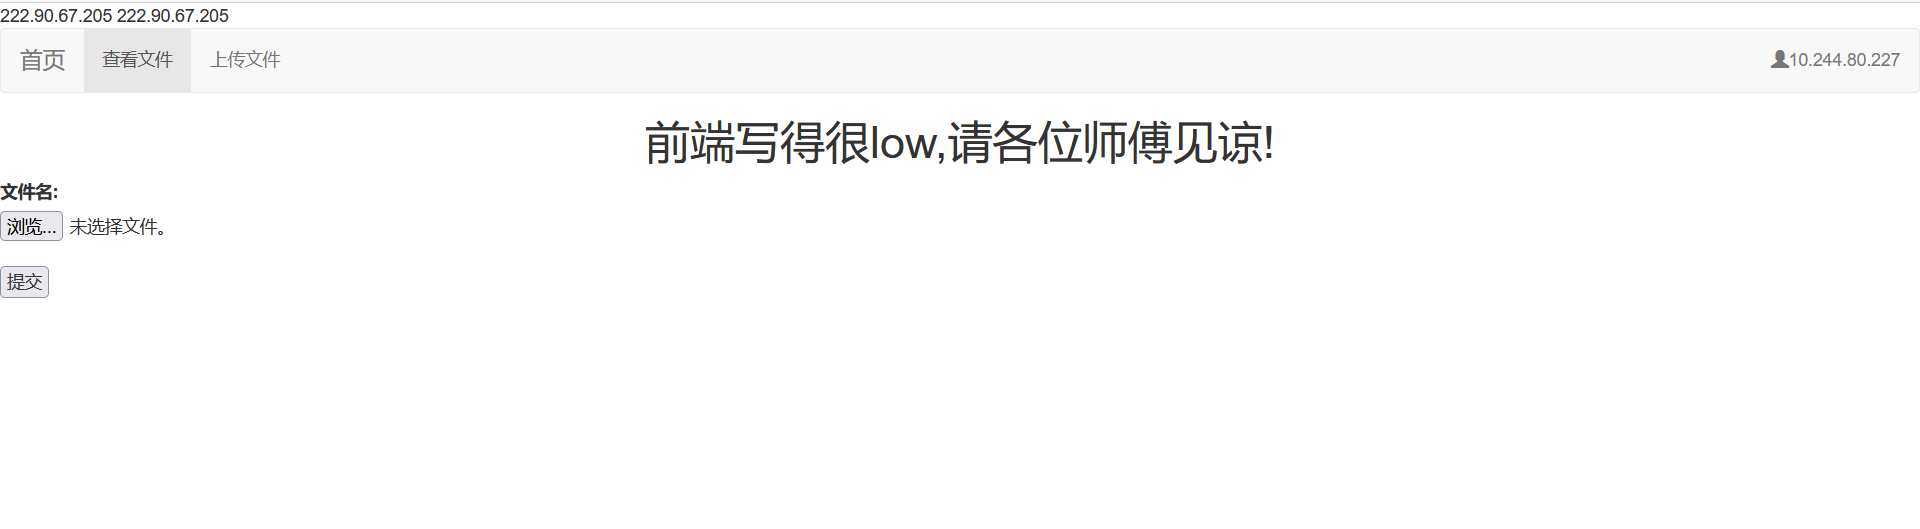 222.90.67.205 222.90.67.205
首页 查看文件 上传文件 10.244.80.227
前端写得很low,请各位师傅见谅!
文件名:
浏览... 未选择文件。
提交